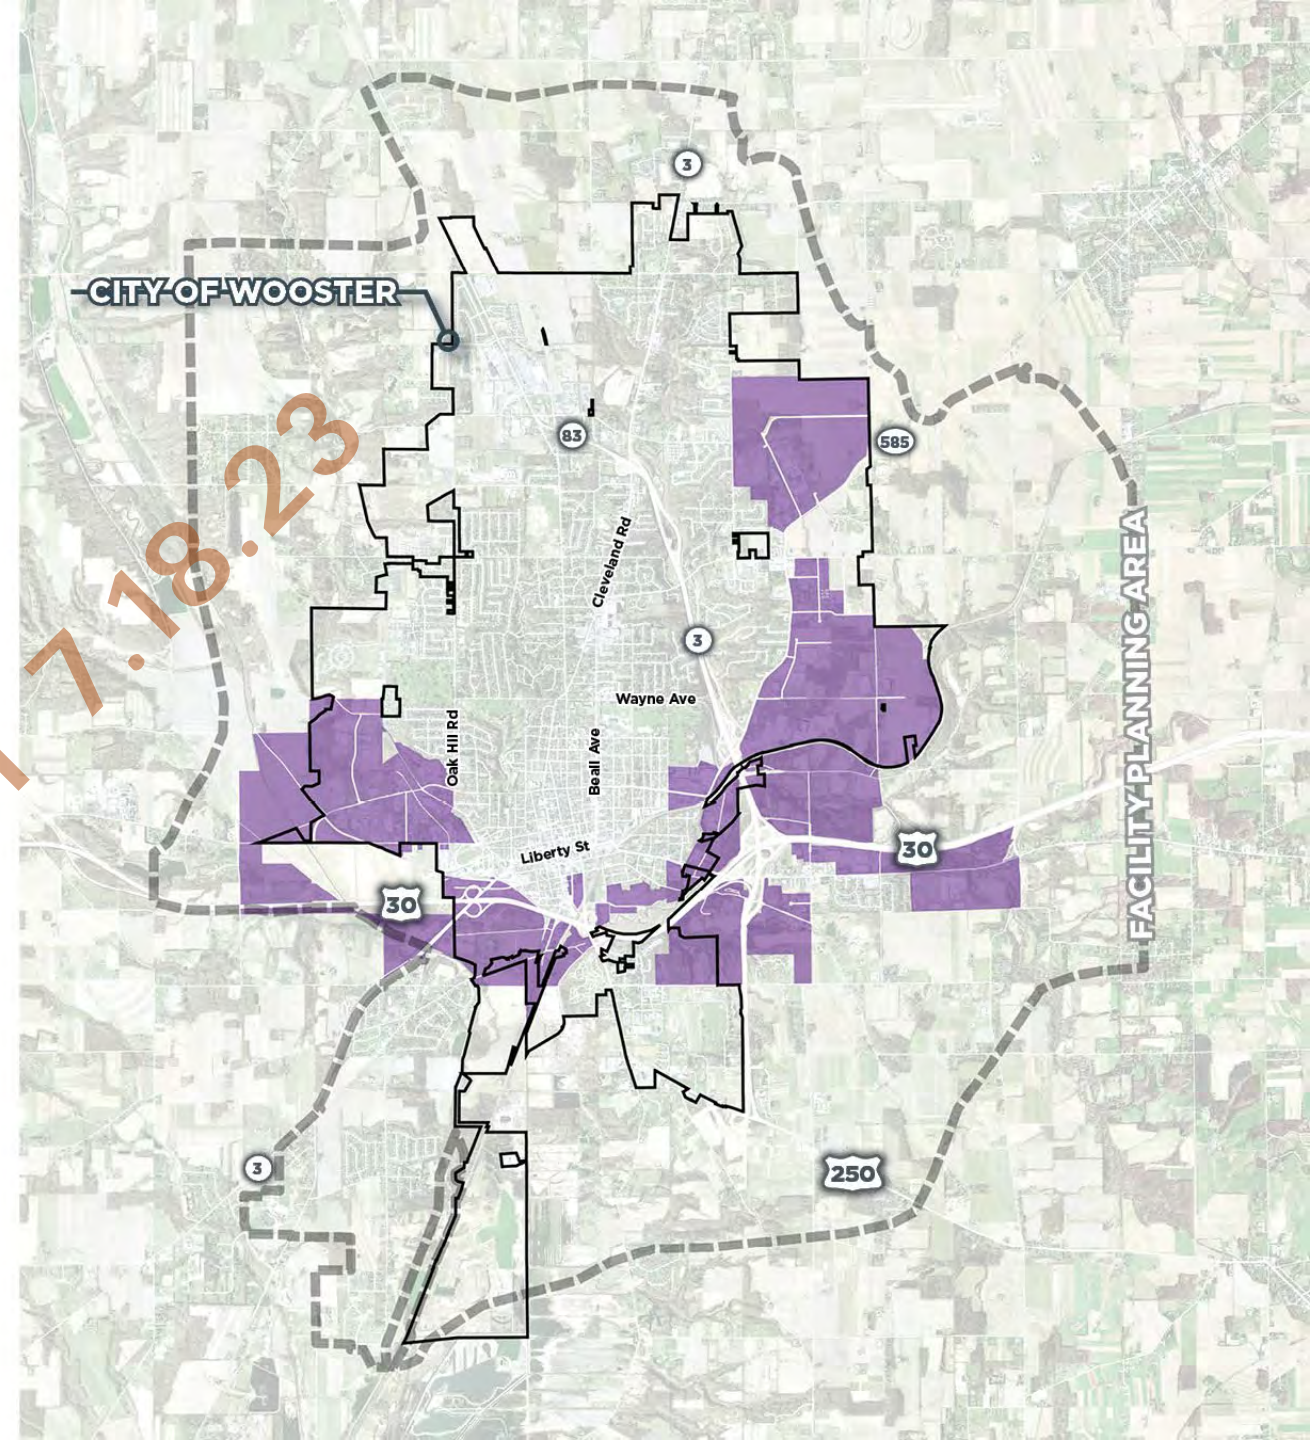 3
CITY OF WOOSTER
83
585
7.18.23
Cleveland Rd
FACILITY PLANNING AREA
3
Wayne Ave
Oak Hil Rd
Beall Ave
Liberty St
30
30
3
250